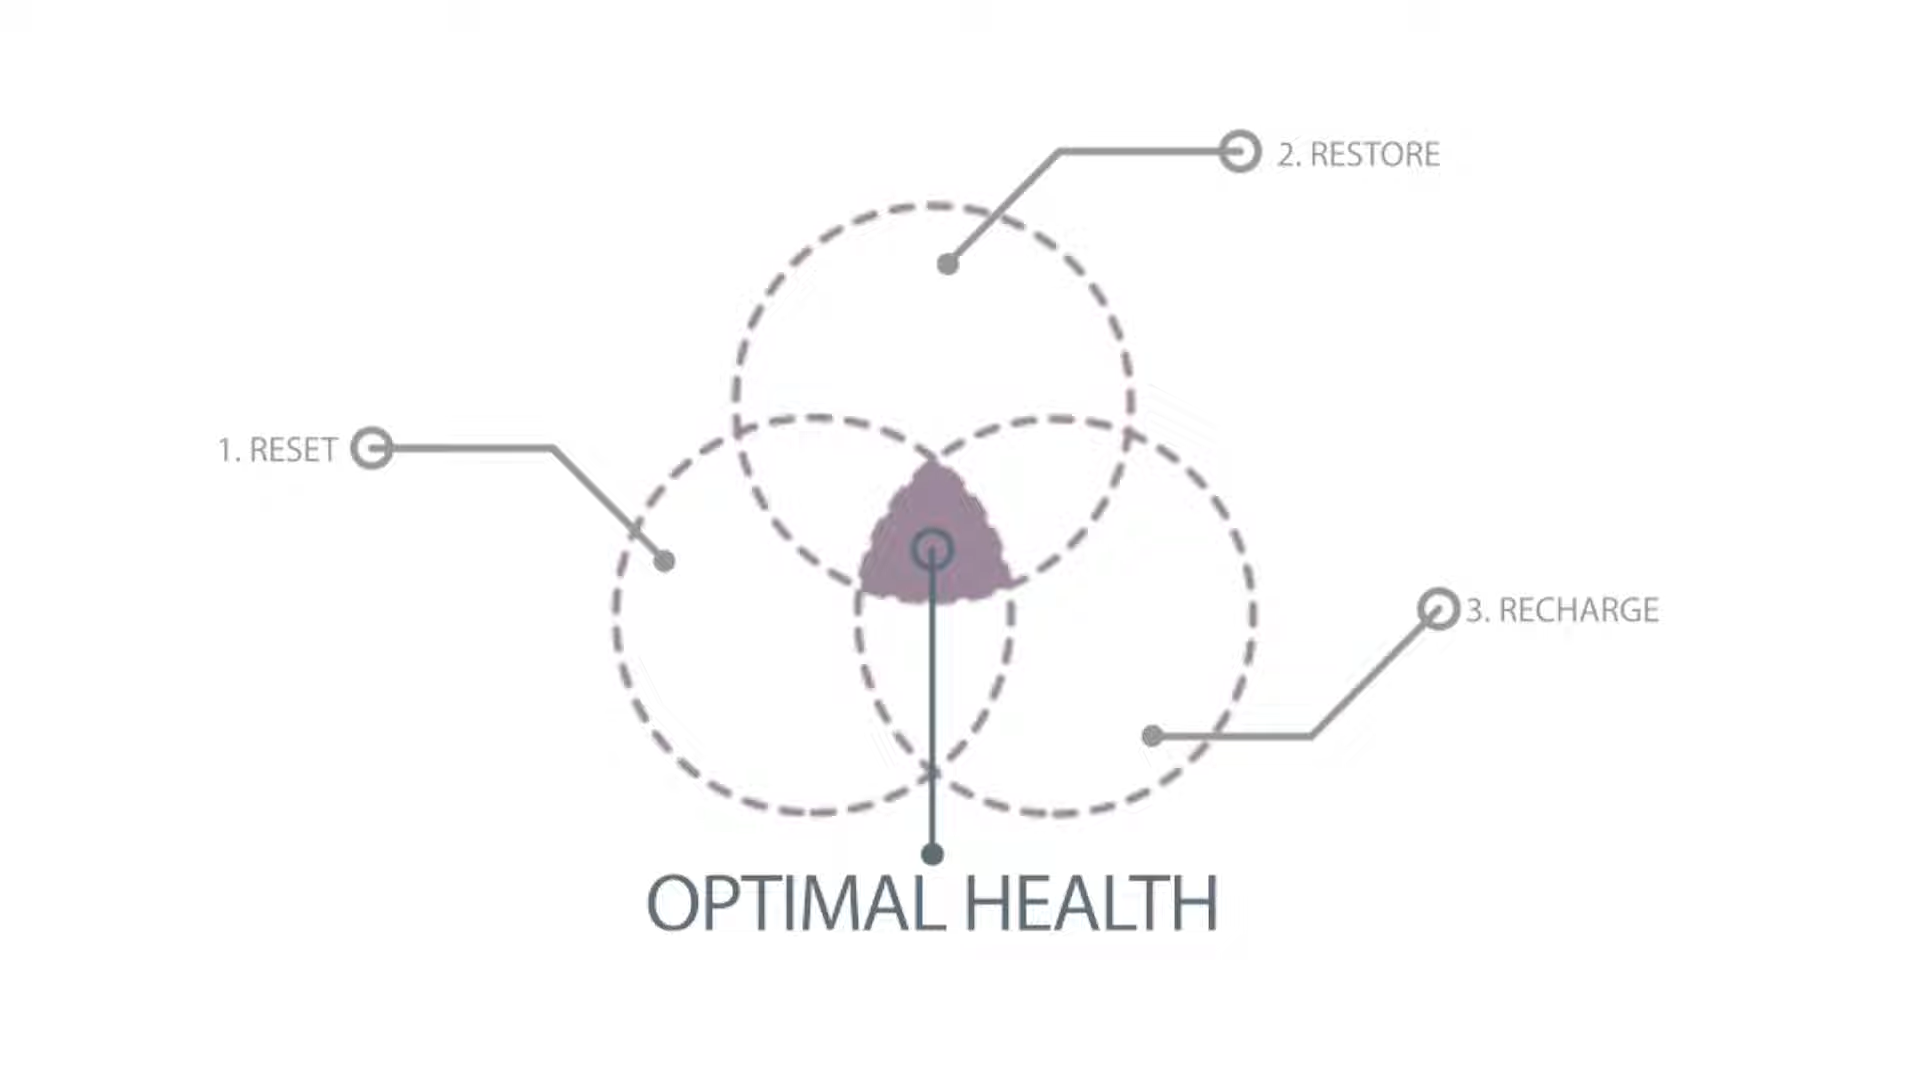 2. RESTORE
1. RESET
3. RECHARGE
OPTIMAL HEALTH